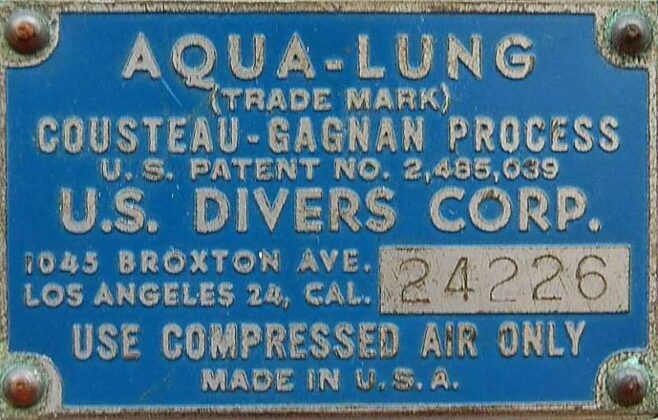 AQUA-LUNG
(TRADE MARK)
COUSTEAU-GAGNAN PROCESS
U.S. PATENT NO. 2,485,039
U.S. DIVERS CORP.
1045 BROXTON AVE.
LOS ANGELES 24, CAL.
24226
USE COMPRESSED AIR ONLY
MADE IN U.S.A.